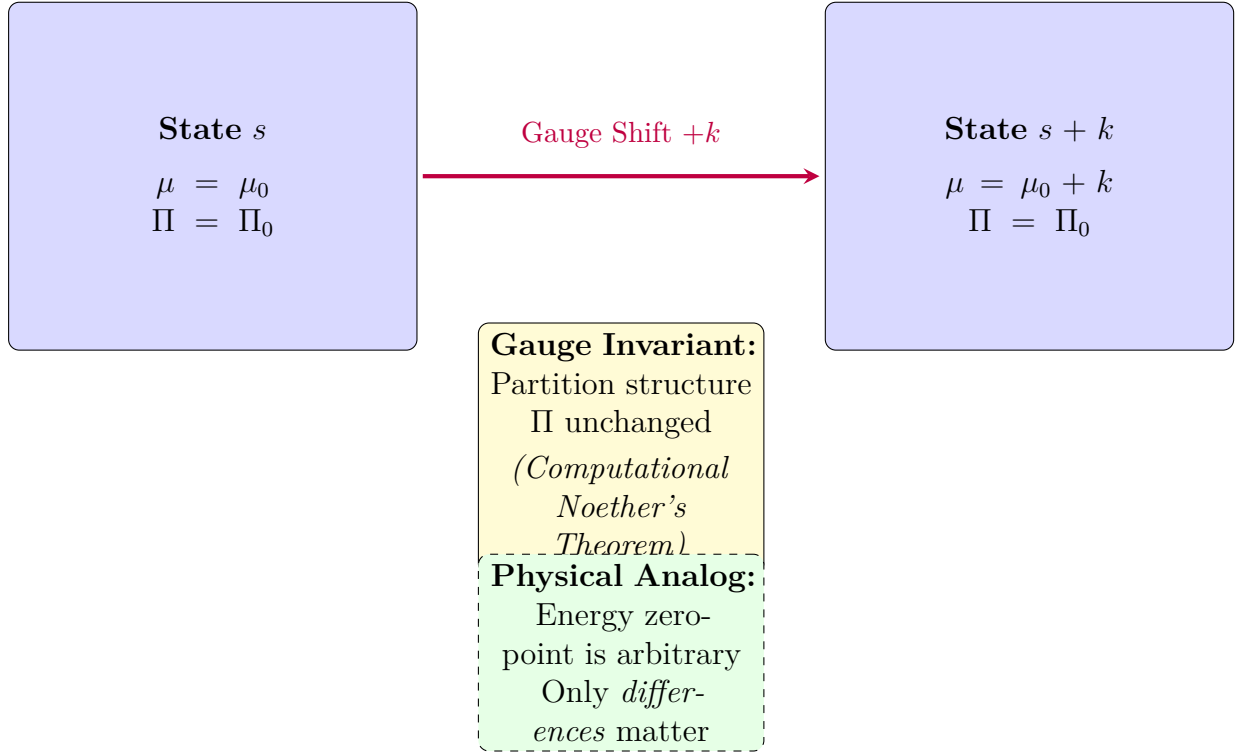 State s
μ = μ₀
Π = Π₀
Gauge Shift +k
State s + k
μ = μ₀ + k
Π = Π₀
Gauge Invariant:
Partition structure
Π unchanged
(Computational
Noether's
Theorem)
Physical Analog:
Energy zero-
point is arbitrary
Only differ-
ences matter